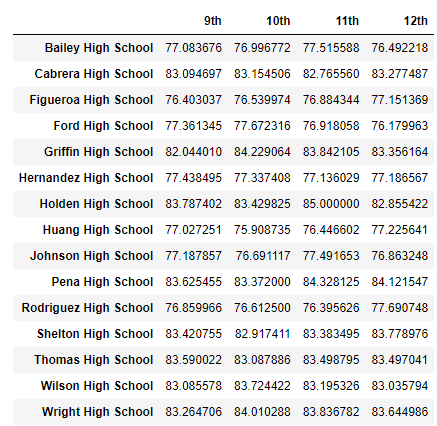 9th 10th 11th 12th
Bailey High School 77.083676 76.996772 77.515588 76.492218
Cabrera High School 83.094697 83.154506 82.765560 83.277487
Figueroa High School 76.403037 76.539974 76.884344 77.151369
Ford High School 77.361345 77.672316 76.918058 76.179963
Griffin High School 82.044010 84.229064 83.842105 83.356164
Hernandez High School 77.438495 77.337408 77.136029 77.186567
Holden High School 83.787402 83.429825 85.000000 82.855422
Huang High School 77.027251 75.908735 76.446602 77.225641
Johnson High School 77.187857 76.691117 77.491653 76.863248
Pena High School 83.625455 83.372000 84.328125 84.121547
Rodriguez High School 76.859966 76.612500 76.395626 77.690748
Shelton High School 83.420755 82.917411 83.383495 83.778976
Thomas High School 83.590022 83.087886 83.498795 83.497041
Wilson High School 83.085578 83.724422 83.195326 83.035794
Wright High School 83.264706 84.010288 83.836782 83.644986